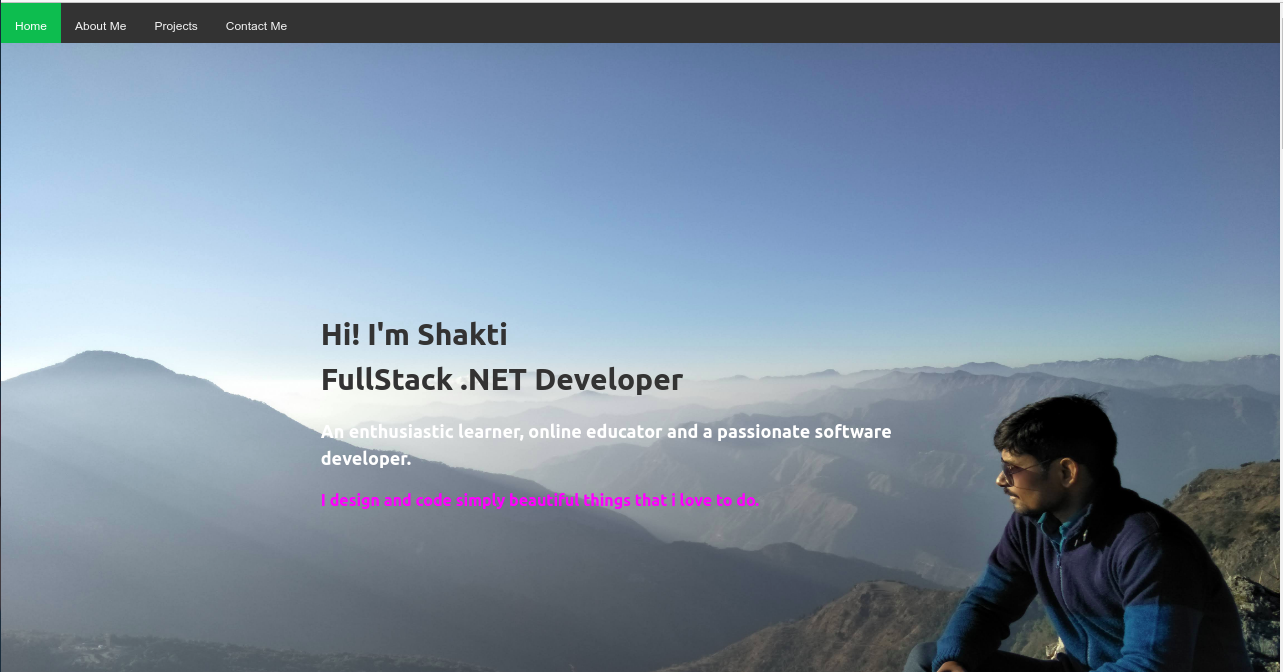 Home About Me Projects Contact Me
Hi! I'm Shakti
FullStack .NET Developer
An enthusiastic learner, online educator and a passionate software
developer.
I design and code simply beautiful things that i love to do.